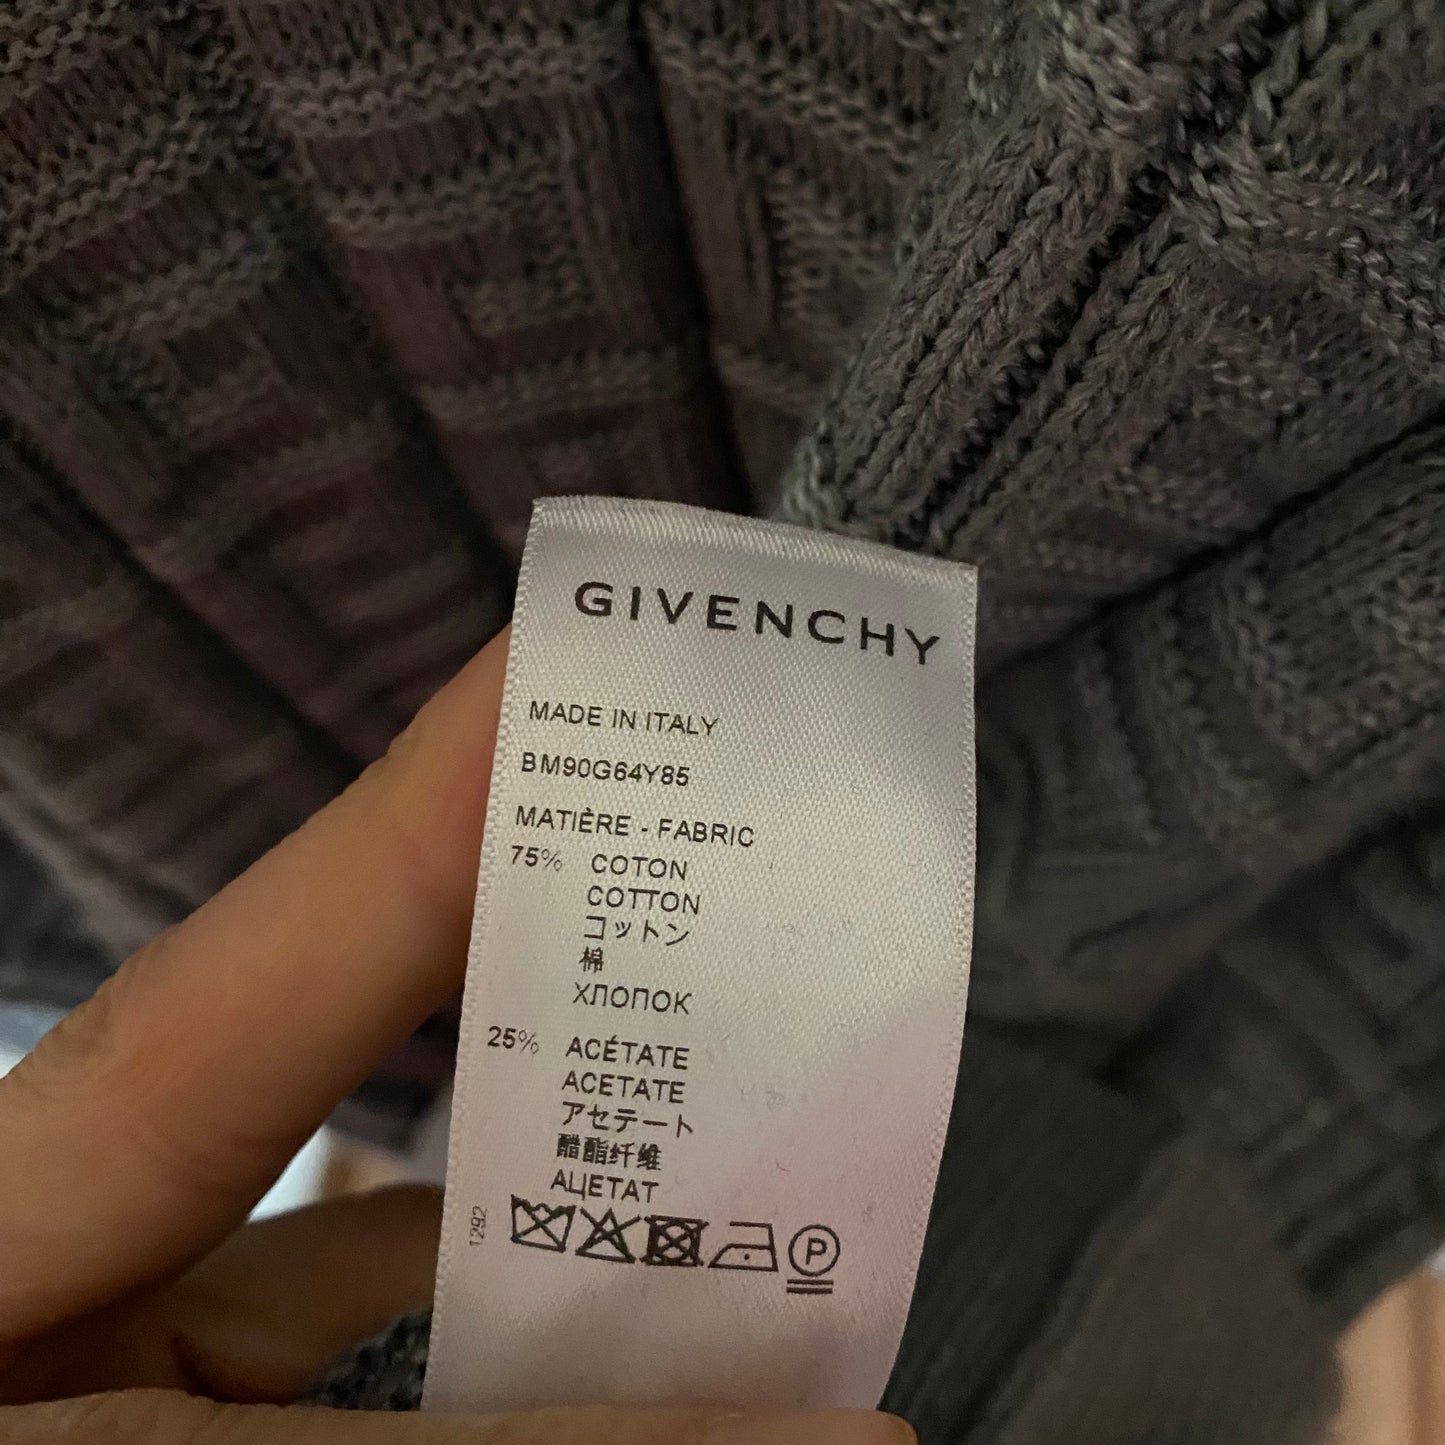 GIVENCHY
MADE IN ITALY
BM90G64Y85
MATIÈRE - FABRIC
75% COTON
COTTON
コットン
棉
ХЛОПОК
25% ACÉTATE
ACETATE
アセテート
醋酯纤维
АЦЕТАТ
1292
P